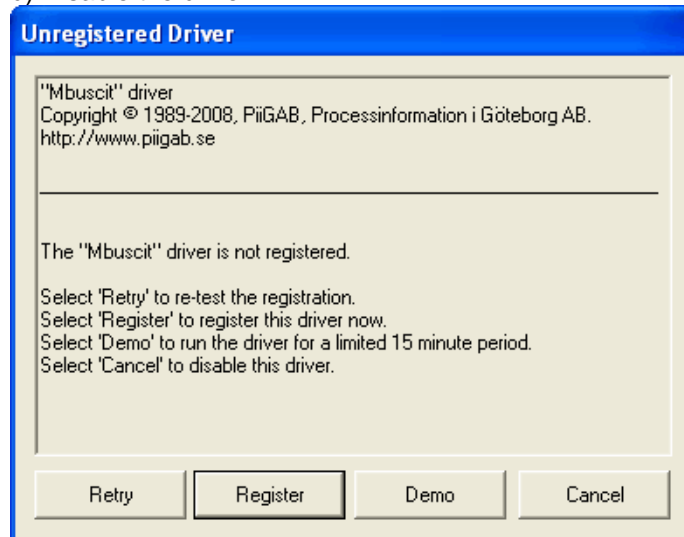 Unregistered Driver
"Mbuscit" driver
Copyright © 1989-2008, PiiGAB, Processinformation i Göteborg AB.
http://www.piigab.se
The "Mbuscit" driver is not registered.
Select 'Retry' to re-test the registration.
Select 'Register' to register this driver now.
Select 'Demo' to run the driver for a limited 15 minute period.
Select 'Cancel' to disable this driver.
Retry
Register
Demo
Cancel